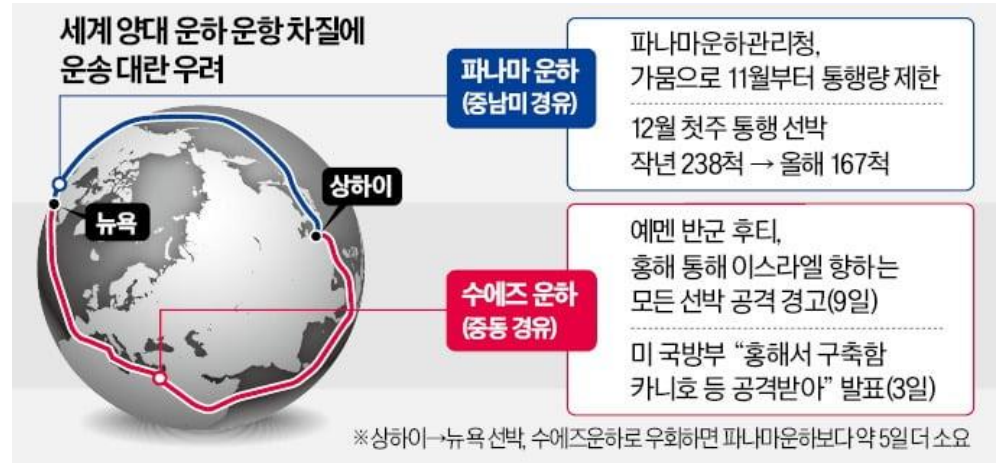 세계 양대 운하 운항 차질에
운송 대란 우려
파나마 운하
(중남미 경유)
파나마운하관리청,
가뭄으로 11월부터 통행량 제한
12월 첫주 통행 선박
작년 238척 → 올해 167척
상하이
뉴욕
수에즈 운하
(중동 경유)
예멘 반군 후티,
홍해 통해 이스라엘 향하는
모든 선박 공격 경고(9일)
미 국방부 “홍해서 구축함
카니호 등 공격받아” 발표(3일)
※상하이→뉴욕 선박, 수에즈운하로 우회하면 파나마운하보다 약 5일 더 소요